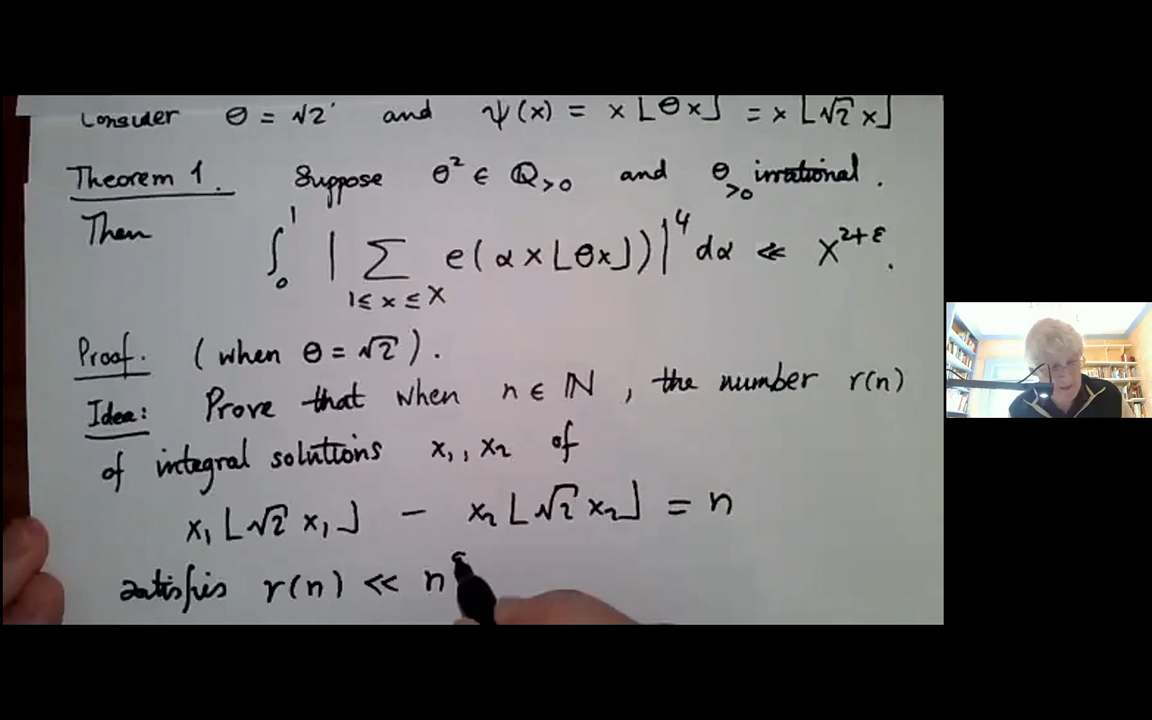 Consider θ = √2 and ψ(x) = x ⌊θx⌋ = x ⌊√2 x⌋
Theorem 1. Suppose θ² ∈ ℚ_{>0} and θ_{>0} irrational.
Then ∫₀¹ | ∑_{1≤x≤X} e(αx⌊θx⌋) |⁴ dα ≪ X^{2+ε}.
Proof. (when θ = √2).
Idea: Prove that when n ∈ ℕ, the number r(n)
of integral solutions x₁, x₂ of
x₁ ⌊√2 x₁⌋ − x₂ ⌊√2 x₂⌋ = n
satisfies r(n) ≪ n